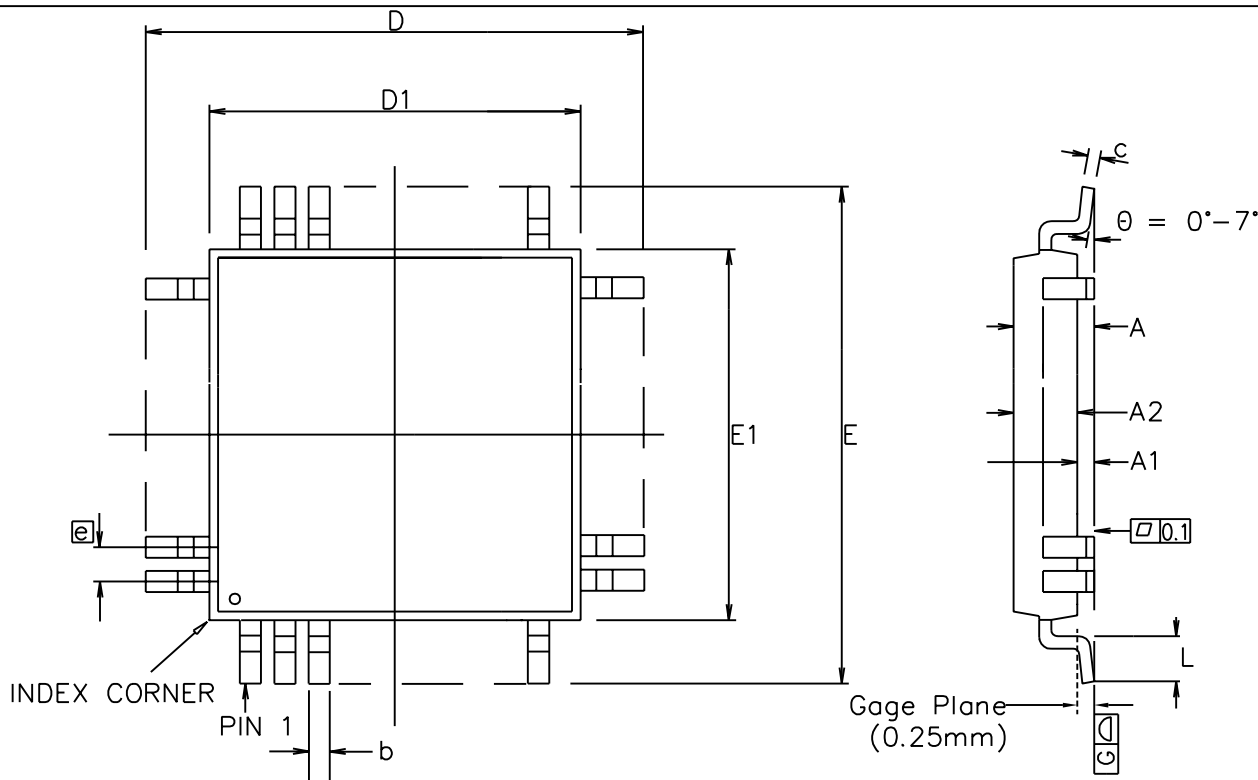 D
D1
c
Θ = 0°-7°
A
A2
E1
E
A1
e
0.1
L
INDEX CORNER
PIN 1
b
Gage Plane
(0.25mm)
G